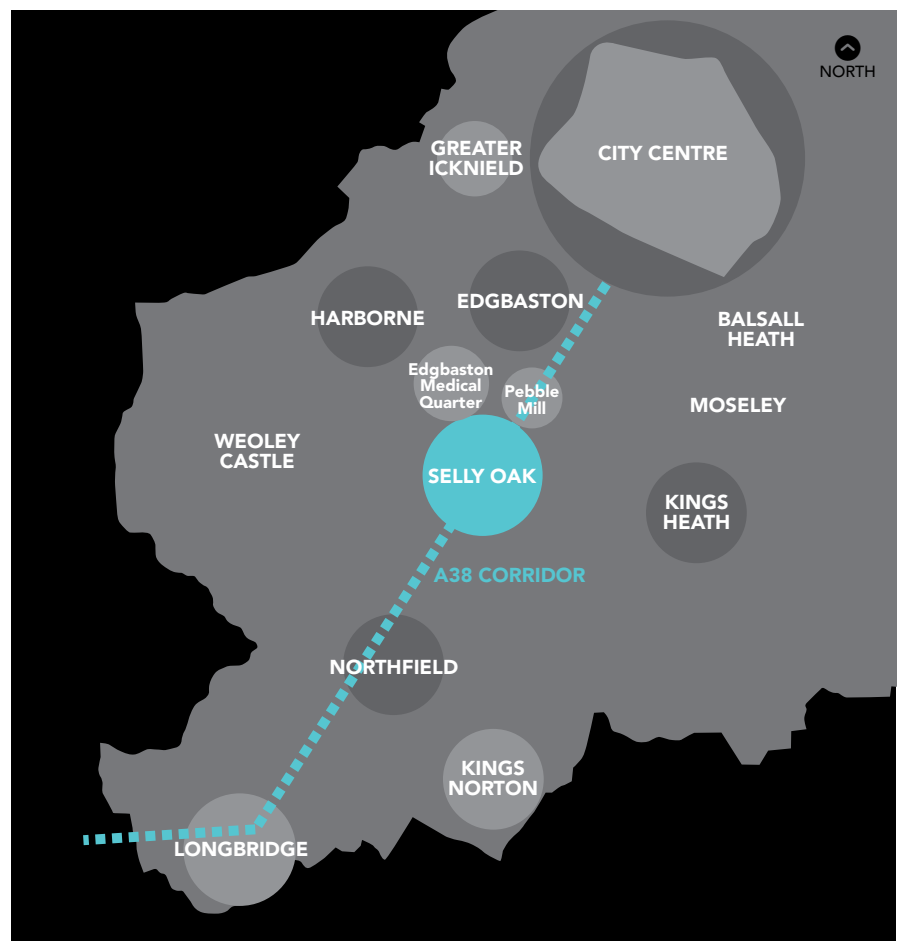 NORTH
GREATER
ICKNIELD
CITY CENTRE
HARBORNE
EDGBASTON
BALSALL
HEATH
Edgbaston
Medical
Quarter
Pebble
Mill
MOSELEY
WEOLEY
CASTLE
SELLY OAK
KINGS
HEATH
A38 CORRIDOR
NORTHFIELD
KINGS
NORTON
LONGBRIDGE